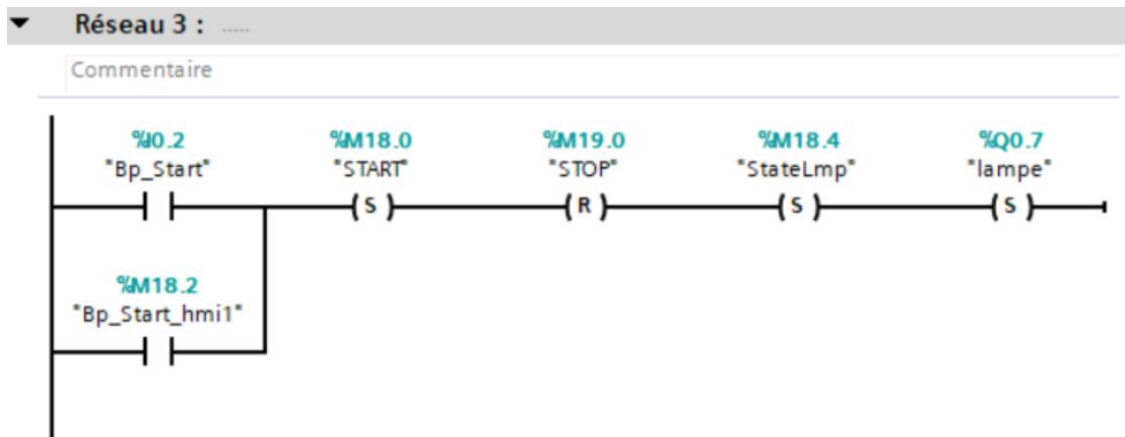 Réseau 3 : .....
Commentaire
%I0.2 %M18.0 %M19.0 %M18.4 %Q0.7
"Bp_Start" "START" "STOP" "StateLmp" "lampe"
( S ) ( R ) ( S ) ( S )
%M18.2
"Bp_Start_hmi1"